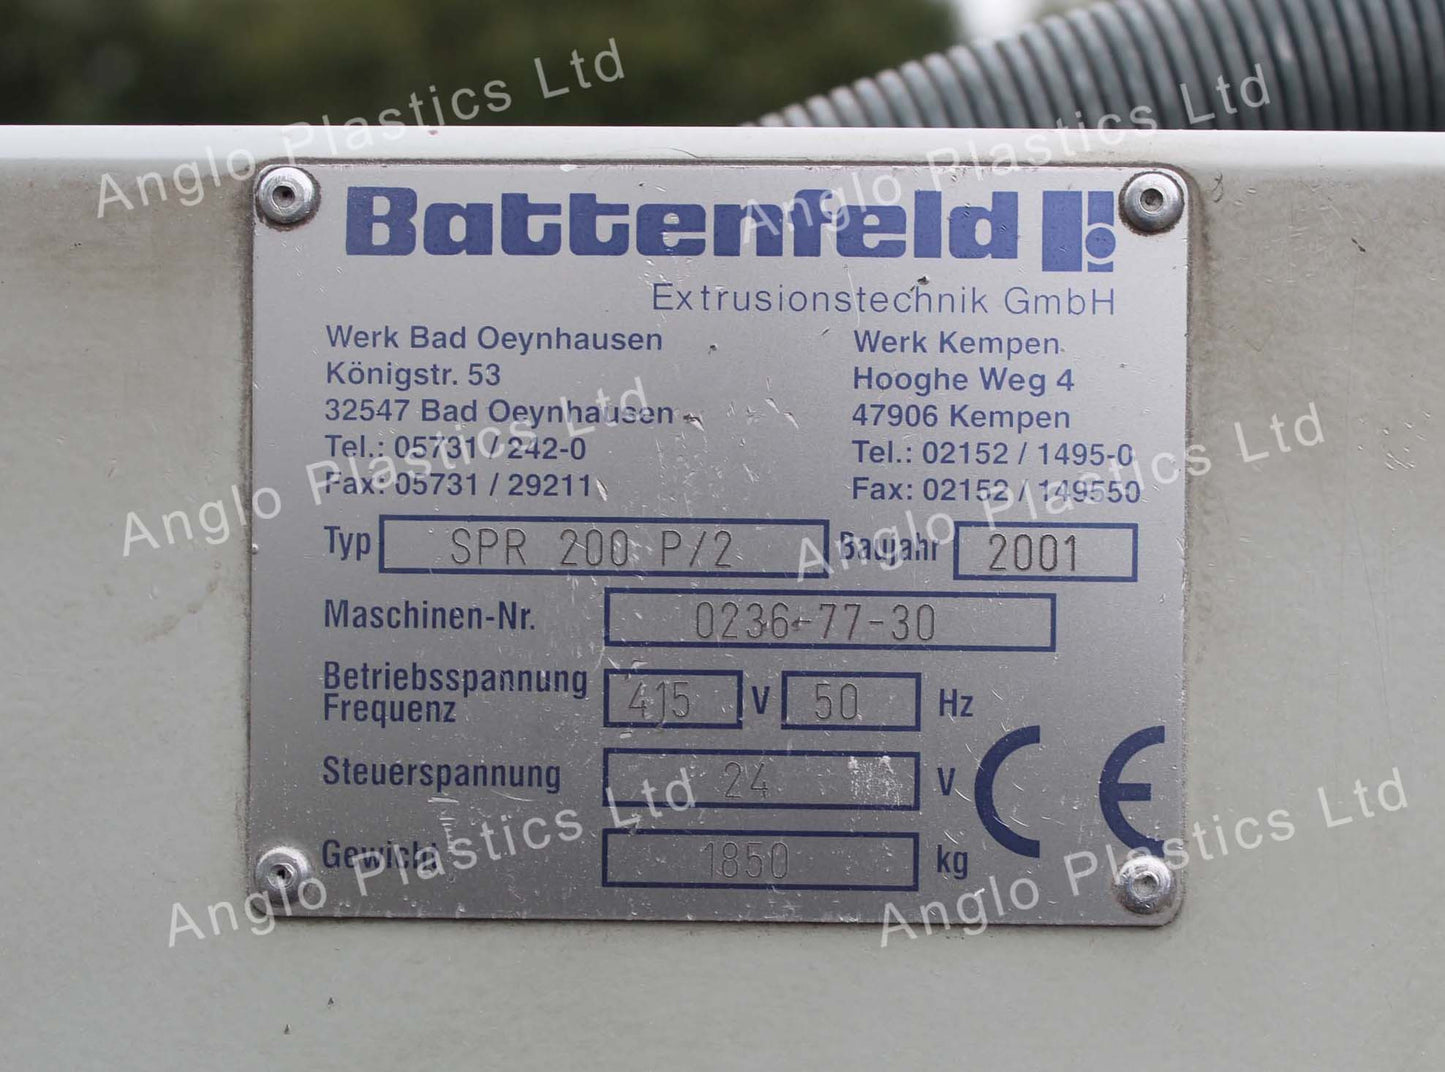 Battenfeld
Extrusionstechnik GmbH
Werk Bad Oeynhausen
Königstr. 53
32547 Bad Oeynhausen
Tel.: 05731 / 242-0
Fax: 05731 / 29211
Werk Kempen
Hooghe Weg 4
47906 Kempen
Tel.: 02152 / 1495-0
Fax: 02152 / 149550
Typ SPR 200 P/2 Baujahr 2001
Maschinen-Nr. 0236-77-30
Betriebsspannung
Frequenz 415 V 50 Hz
Steuerspannung 24 V
Gewicht 1850 kg
CE
Anglo Plastics Ltd
Anglo Plastics Ltd
Anglo Plastics Ltd
Anglo Plastics Ltd
Anglo Plastics Ltd
Anglo Plastics Ltd